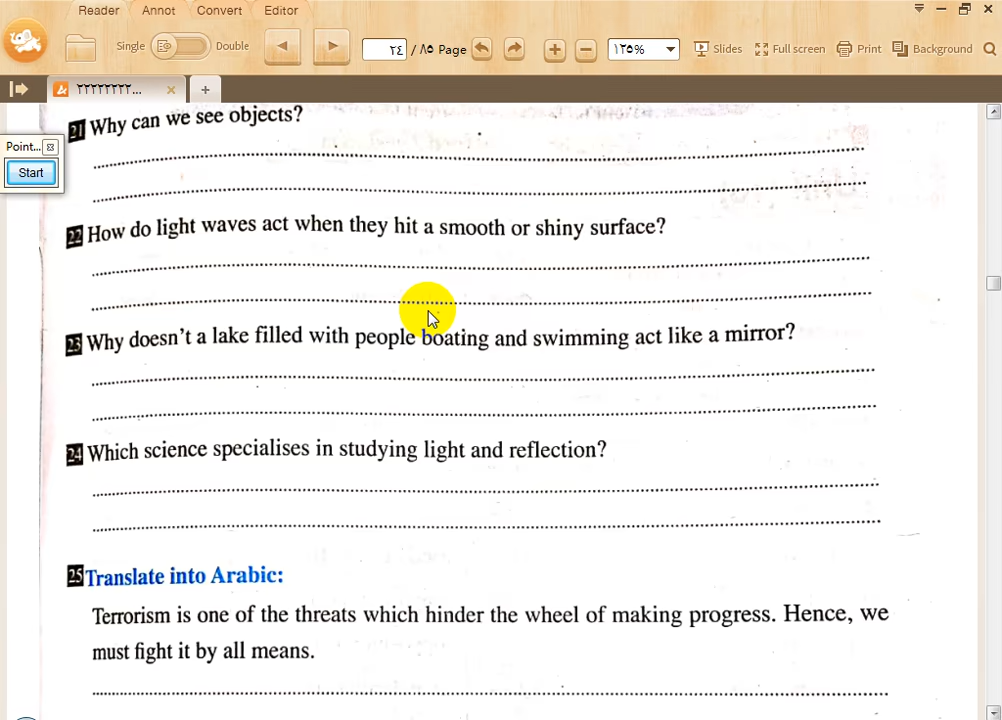 Reader Annot Convert Editor
Single Double ٢٤ / ٨٥ Page ١٢٥% Slides Full screen Print Background
٢٢٢٢٢٢٢٢...
21 Why can we see objects?
Point...
Start
22 How do light waves act when they hit a smooth or shiny surface?
23 Why doesn't a lake filled with people boating and swimming act like a mirror?
24 Which science specialises in studying light and reflection?
25 Translate into Arabic:
Terrorism is one of the threats which hinder the wheel of making progress. Hence, we
must fight it by all means.